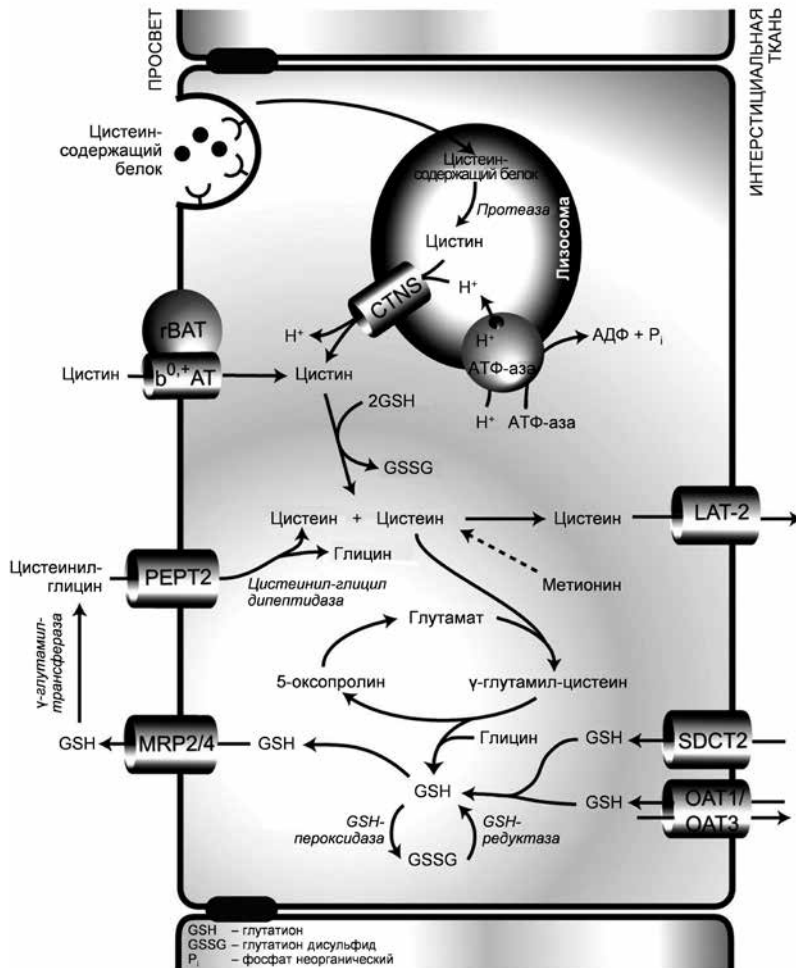 ПРОСВЕТ
ИНТЕРСТИЦИАЛЬНАЯ
ТКАНЬ
Цистеин-
содержащий
белок
Цистеин-
содержащий белок
Протеаза
Цистин
Лизосома
CTNS
H⁺
H⁺
H⁺
АТФ-аза
АДФ + Pᵢ
H⁺
АТФ-аза
rBAT
Цистин
b⁰,⁺AT
Цистин
2GSH
GSSG
Цистеин + Цистеин
Цистеин
LAT-2
Глицин
Цистеинил-
глицин
PEPT2
Цистеинил-глицил
дипептидаза
Метионин
Глутамат
γ-глутамил-
трансфераза
5-оксопролин
γ-глутамил-цистеин
GSH
MRP2/4
GSH
Глицин
GSH
SDCT2
GSH
GSH
OAT1/
OAT3
GSH-
пероксидаза
GSH-
редуктаза
GSSG
GSH – глутатион
GSSG – глутатион дисульфид
Pᵢ – фосфат неорганический